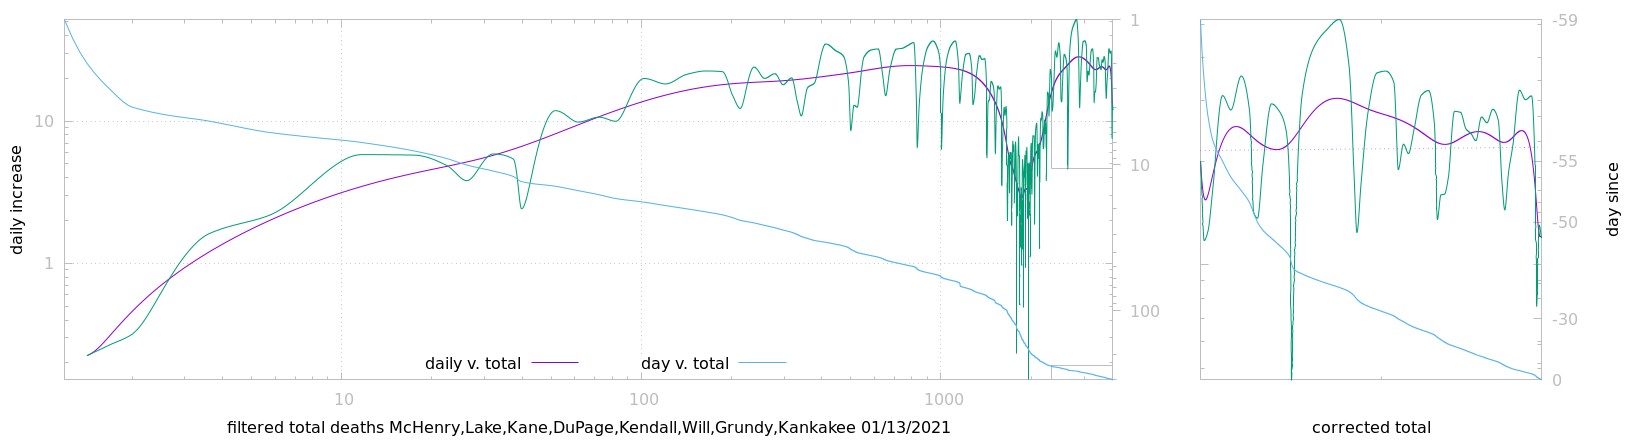 daily increase
10
1
daily v. total
day v. total
10
100
1000
1
10
100
day since
-59
-55
-50
-30
0
filtered total deaths McHenry,Lake,Kane,DuPage,Kendall,Will,Grundy,Kankakee 01/13/2021
corrected total